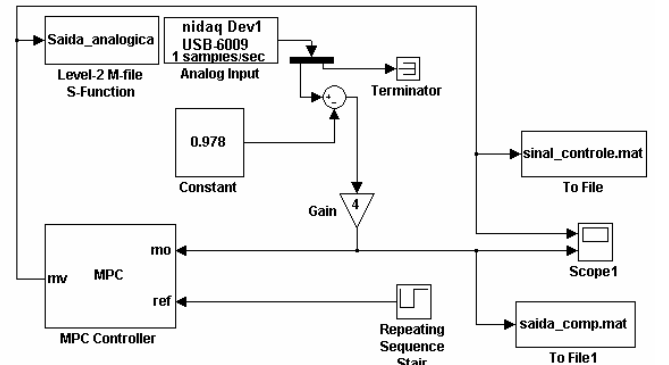 Saida_analogica
Level-2 M-file
S-Function
nidaq Dev1
USB-6009
1 samples/sec
Analog Input
Terminator
+
−
0.978
Constant
sinal_controle.mat
To File
Gain
4
mv
MPC
mo
ref
MPC Controller
Scope1
Repeating
Sequence
Stair
saida_comp.mat
To File1